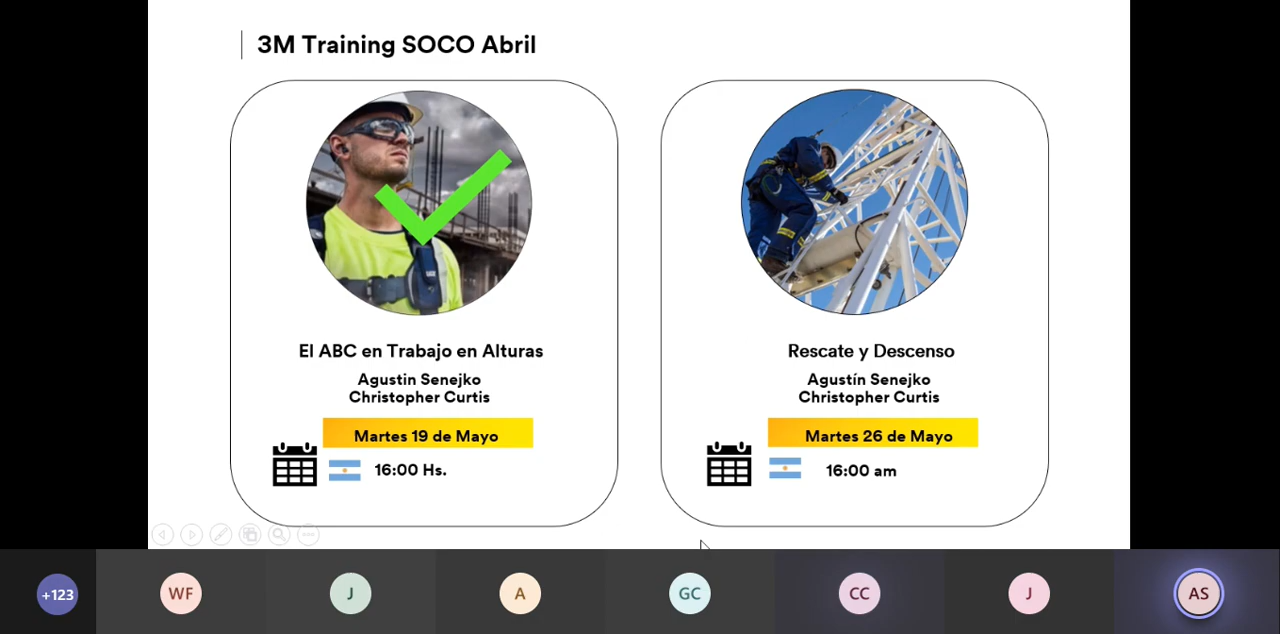 3M Training SOCO Abril
El ABC en Trabajo en Alturas
Agustin Senejko
Christopher Curtis
Martes 19 de Mayo
16:00 Hs.
Rescate y Descenso
Agustín Senejko
Christopher Curtis
Martes 26 de Mayo
16:00 am
+123
WF
J
A
GC
CC
J
AS